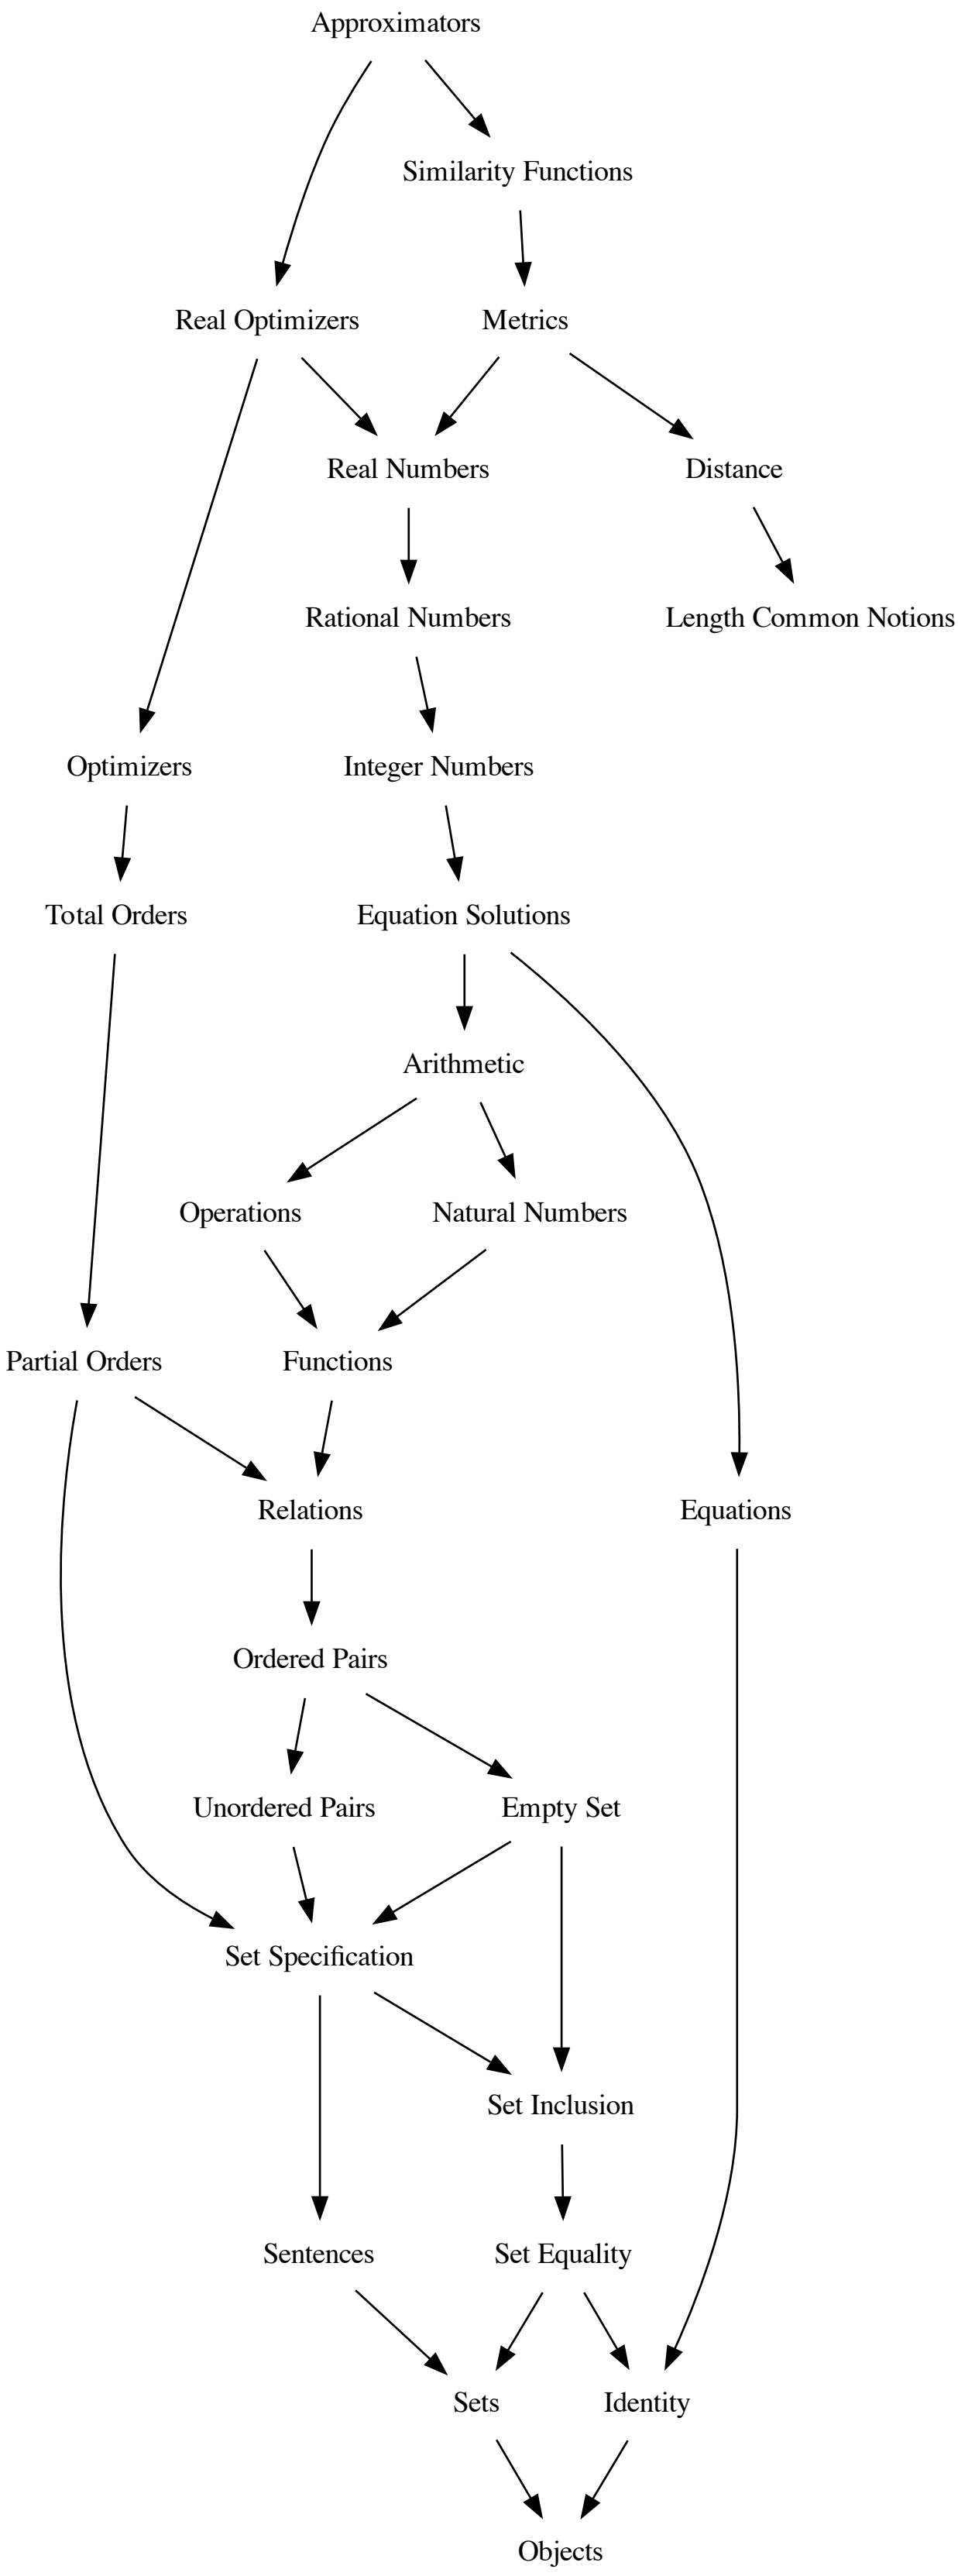 Approximators
Similarity Functions
Real Optimizers
Metrics
Real Numbers
Distance
Rational Numbers
Length Common Notions
Optimizers
Integer Numbers
Total Orders
Equation Solutions
Arithmetic
Operations
Natural Numbers
Partial Orders
Functions
Relations
Equations
Ordered Pairs
Unordered Pairs
Empty Set
Set Specification
Set Inclusion
Sentences
Set Equality
Sets
Identity
Objects